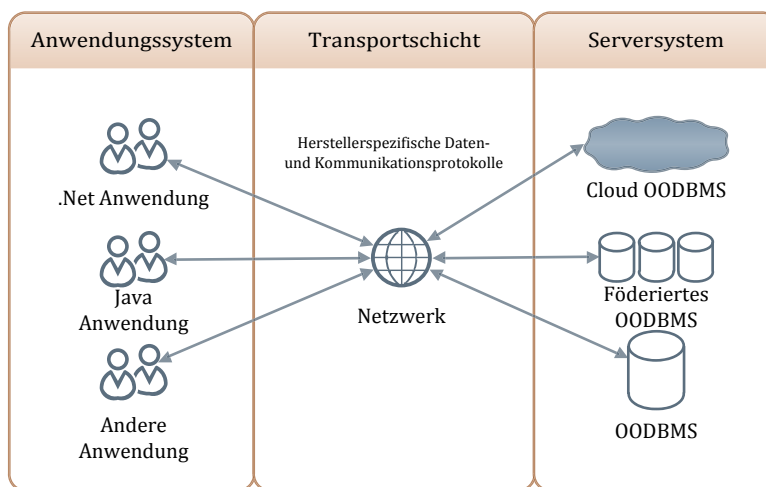 Anwendungssystem
Transportschicht
Serversystem
.Net Anwendung
Java
Anwendung
Andere
Anwendung
Herstellerspezifische Daten-
und Kommunikationsprotokolle
Netzwerk
Cloud OODBMS
Föderiertes
OODBMS
OODBMS